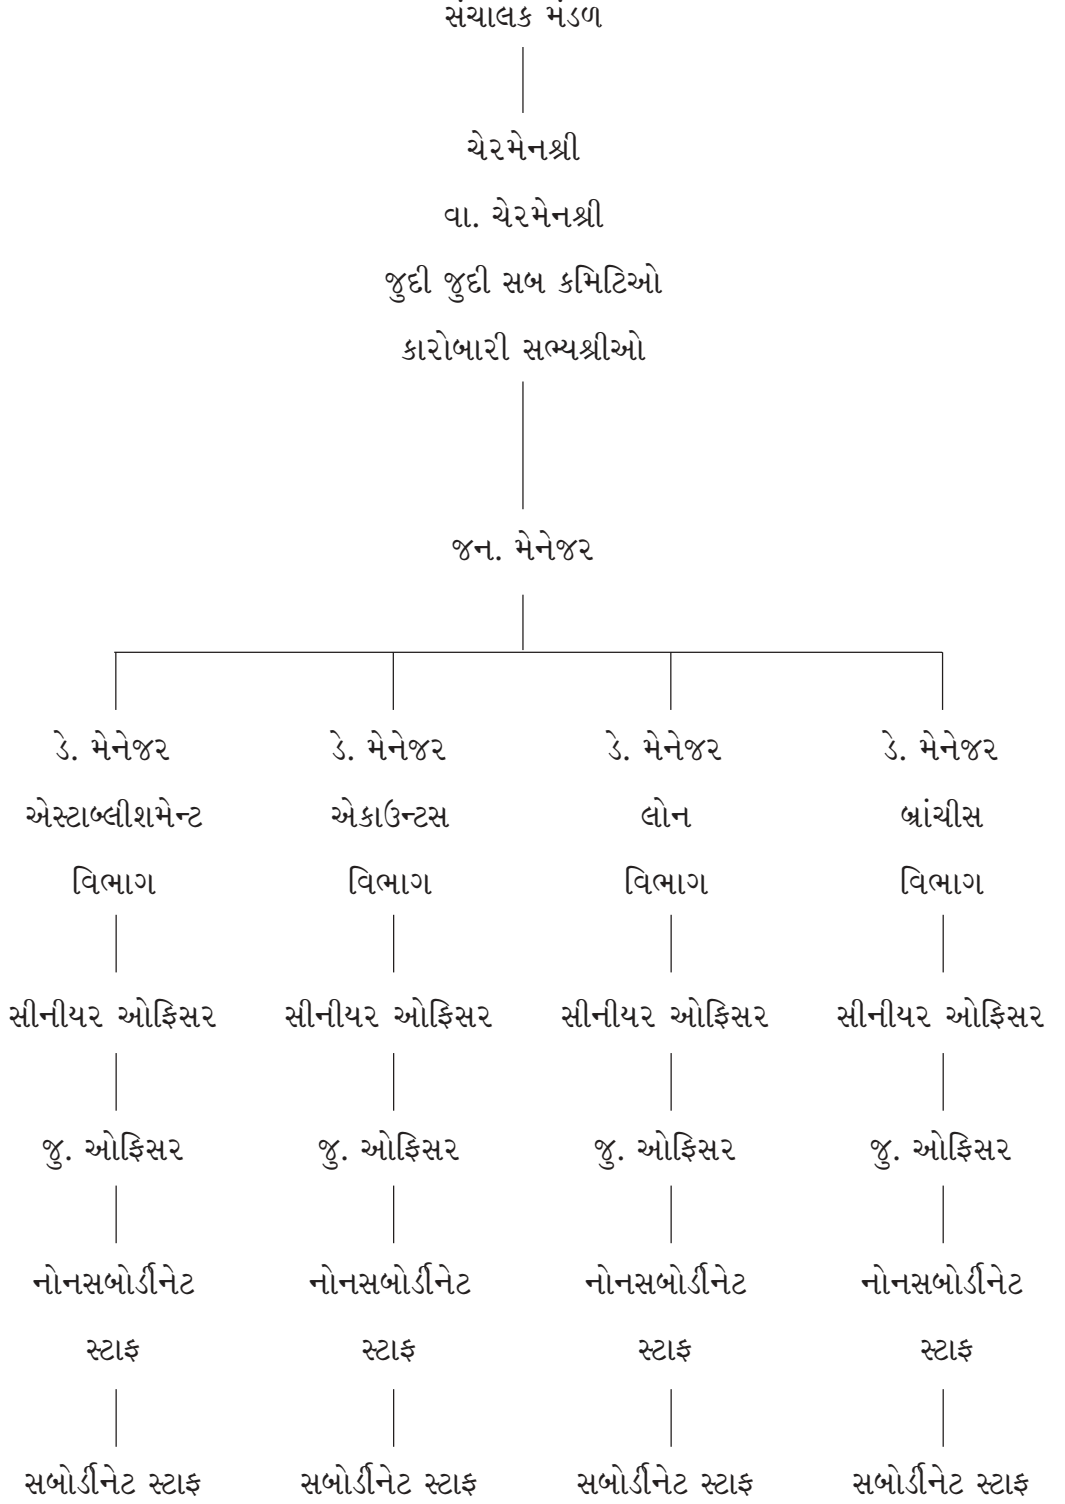 સંચાલક મંડળ
ચેરમેનશ્રી
વા. ચેરમેનશ્રી
જુદી જુદી સબ કમિટિઓ
કારોબારી સભ્યશ્રીઓ
જન. મેનેજર
ડે. મેનેજર ડે. મેનેજર ડે. મેનેજર ડે. મેનેજર
એસ્ટાબ્લીશમેન્ટ એકાઉન્ટસ લોન બ્રાંચીસ
વિભાગ વિભાગ વિભાગ વિભાગ
સીનીયર ઓફિસર સીનીયર ઓફિસર સીનીયર ઓફિસર સીનીયર ઓફિસર
જુ. ઓફિસર જુ. ઓફિસર જુ. ઓફિસર જુ. ઓફિસર
નોનસબોર્ડીનેટ નોનસબોર્ડીનેટ નોનસબોર્ડીનેટ નોનસબોર્ડીનેટ
સ્ટાફ સ્ટાફ સ્ટાફ સ્ટાફ
સબોર્ડીનેટ સ્ટાફ સબોર્ડીનેટ સ્ટાફ સબોર્ડીનેટ સ્ટાફ સબોર્ડીનેટ સ્ટાફ